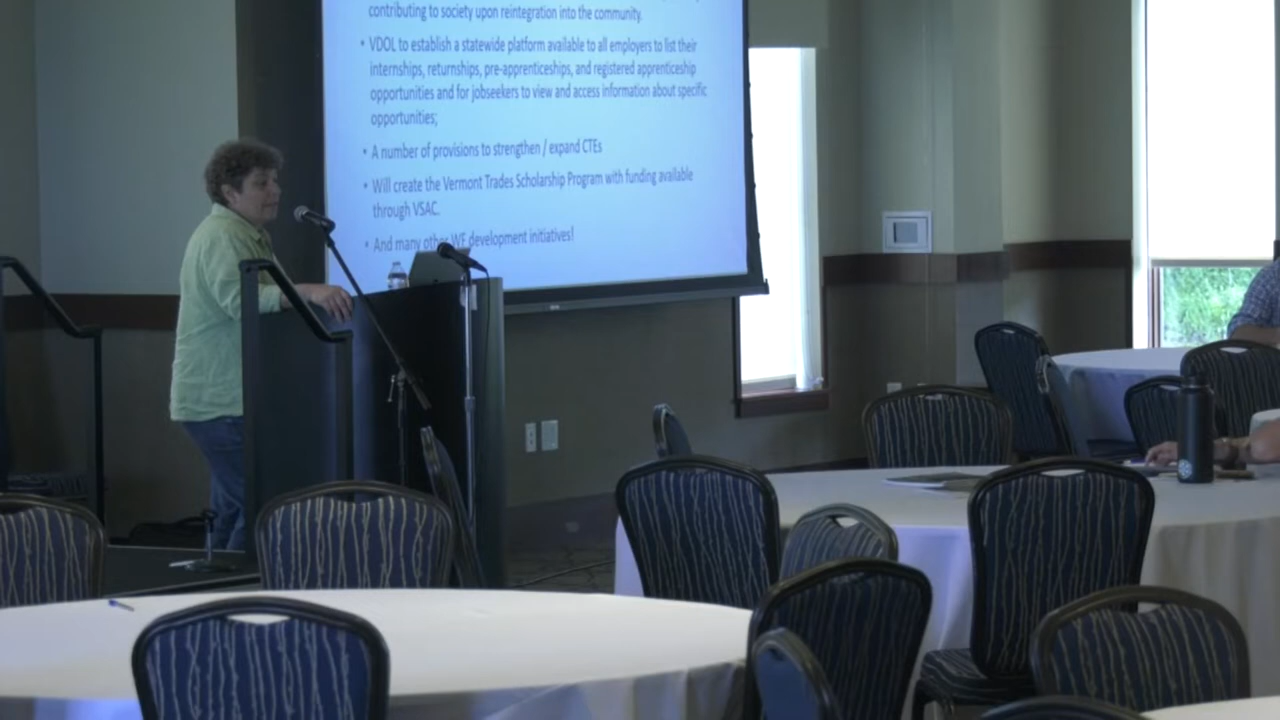 contributing to society upon reintegration into the community.
• VDOL to establish a statewide platform available to all employers to list their
internships, returnships, pre-apprenticeships, and registered apprenticeship
opportunities and for jobseekers to view and access information about specific
opportunities;
• A number of provisions to strengthen / expand CTEs
• Will create the Vermont Trades Scholarship Program with funding available
through VSAC.
• And many other WF development initiatives!